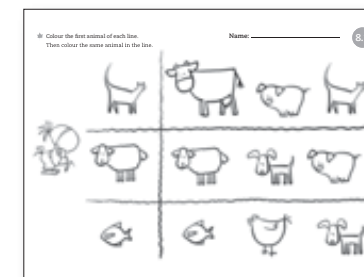 Colour the first animal of each line.
Name:
Then colour the same animal in the line.
8.